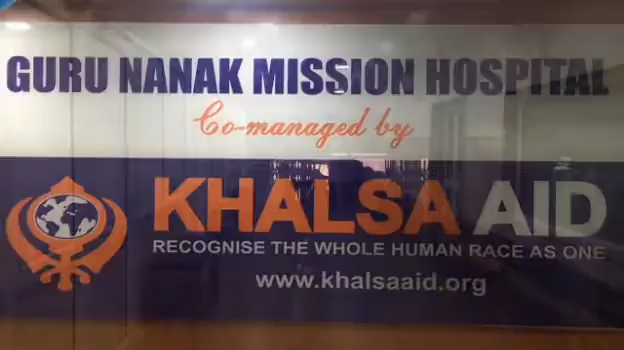 GURU NANAK MISSION HOSPITAL
Co-managed by
KHALSA AID
RECOGNISE THE WHOLE HUMAN RACE AS ONE
www.khalsaaid.org